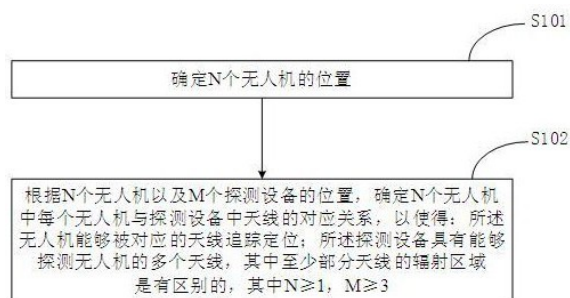 S101
确定N个无人机的位置
S102
根据N个无人机以及M个探测设备的位置，确定N个无人机
中每个无人机与探测设备中天线的对应关系，以使得：所述
无人机能够被对应的天线追踪定位；所述探测设备具有能够
探测无人机的多个天线，其中至少部分天线的辐射区域
是有区别的，其中N≥1，M≥3